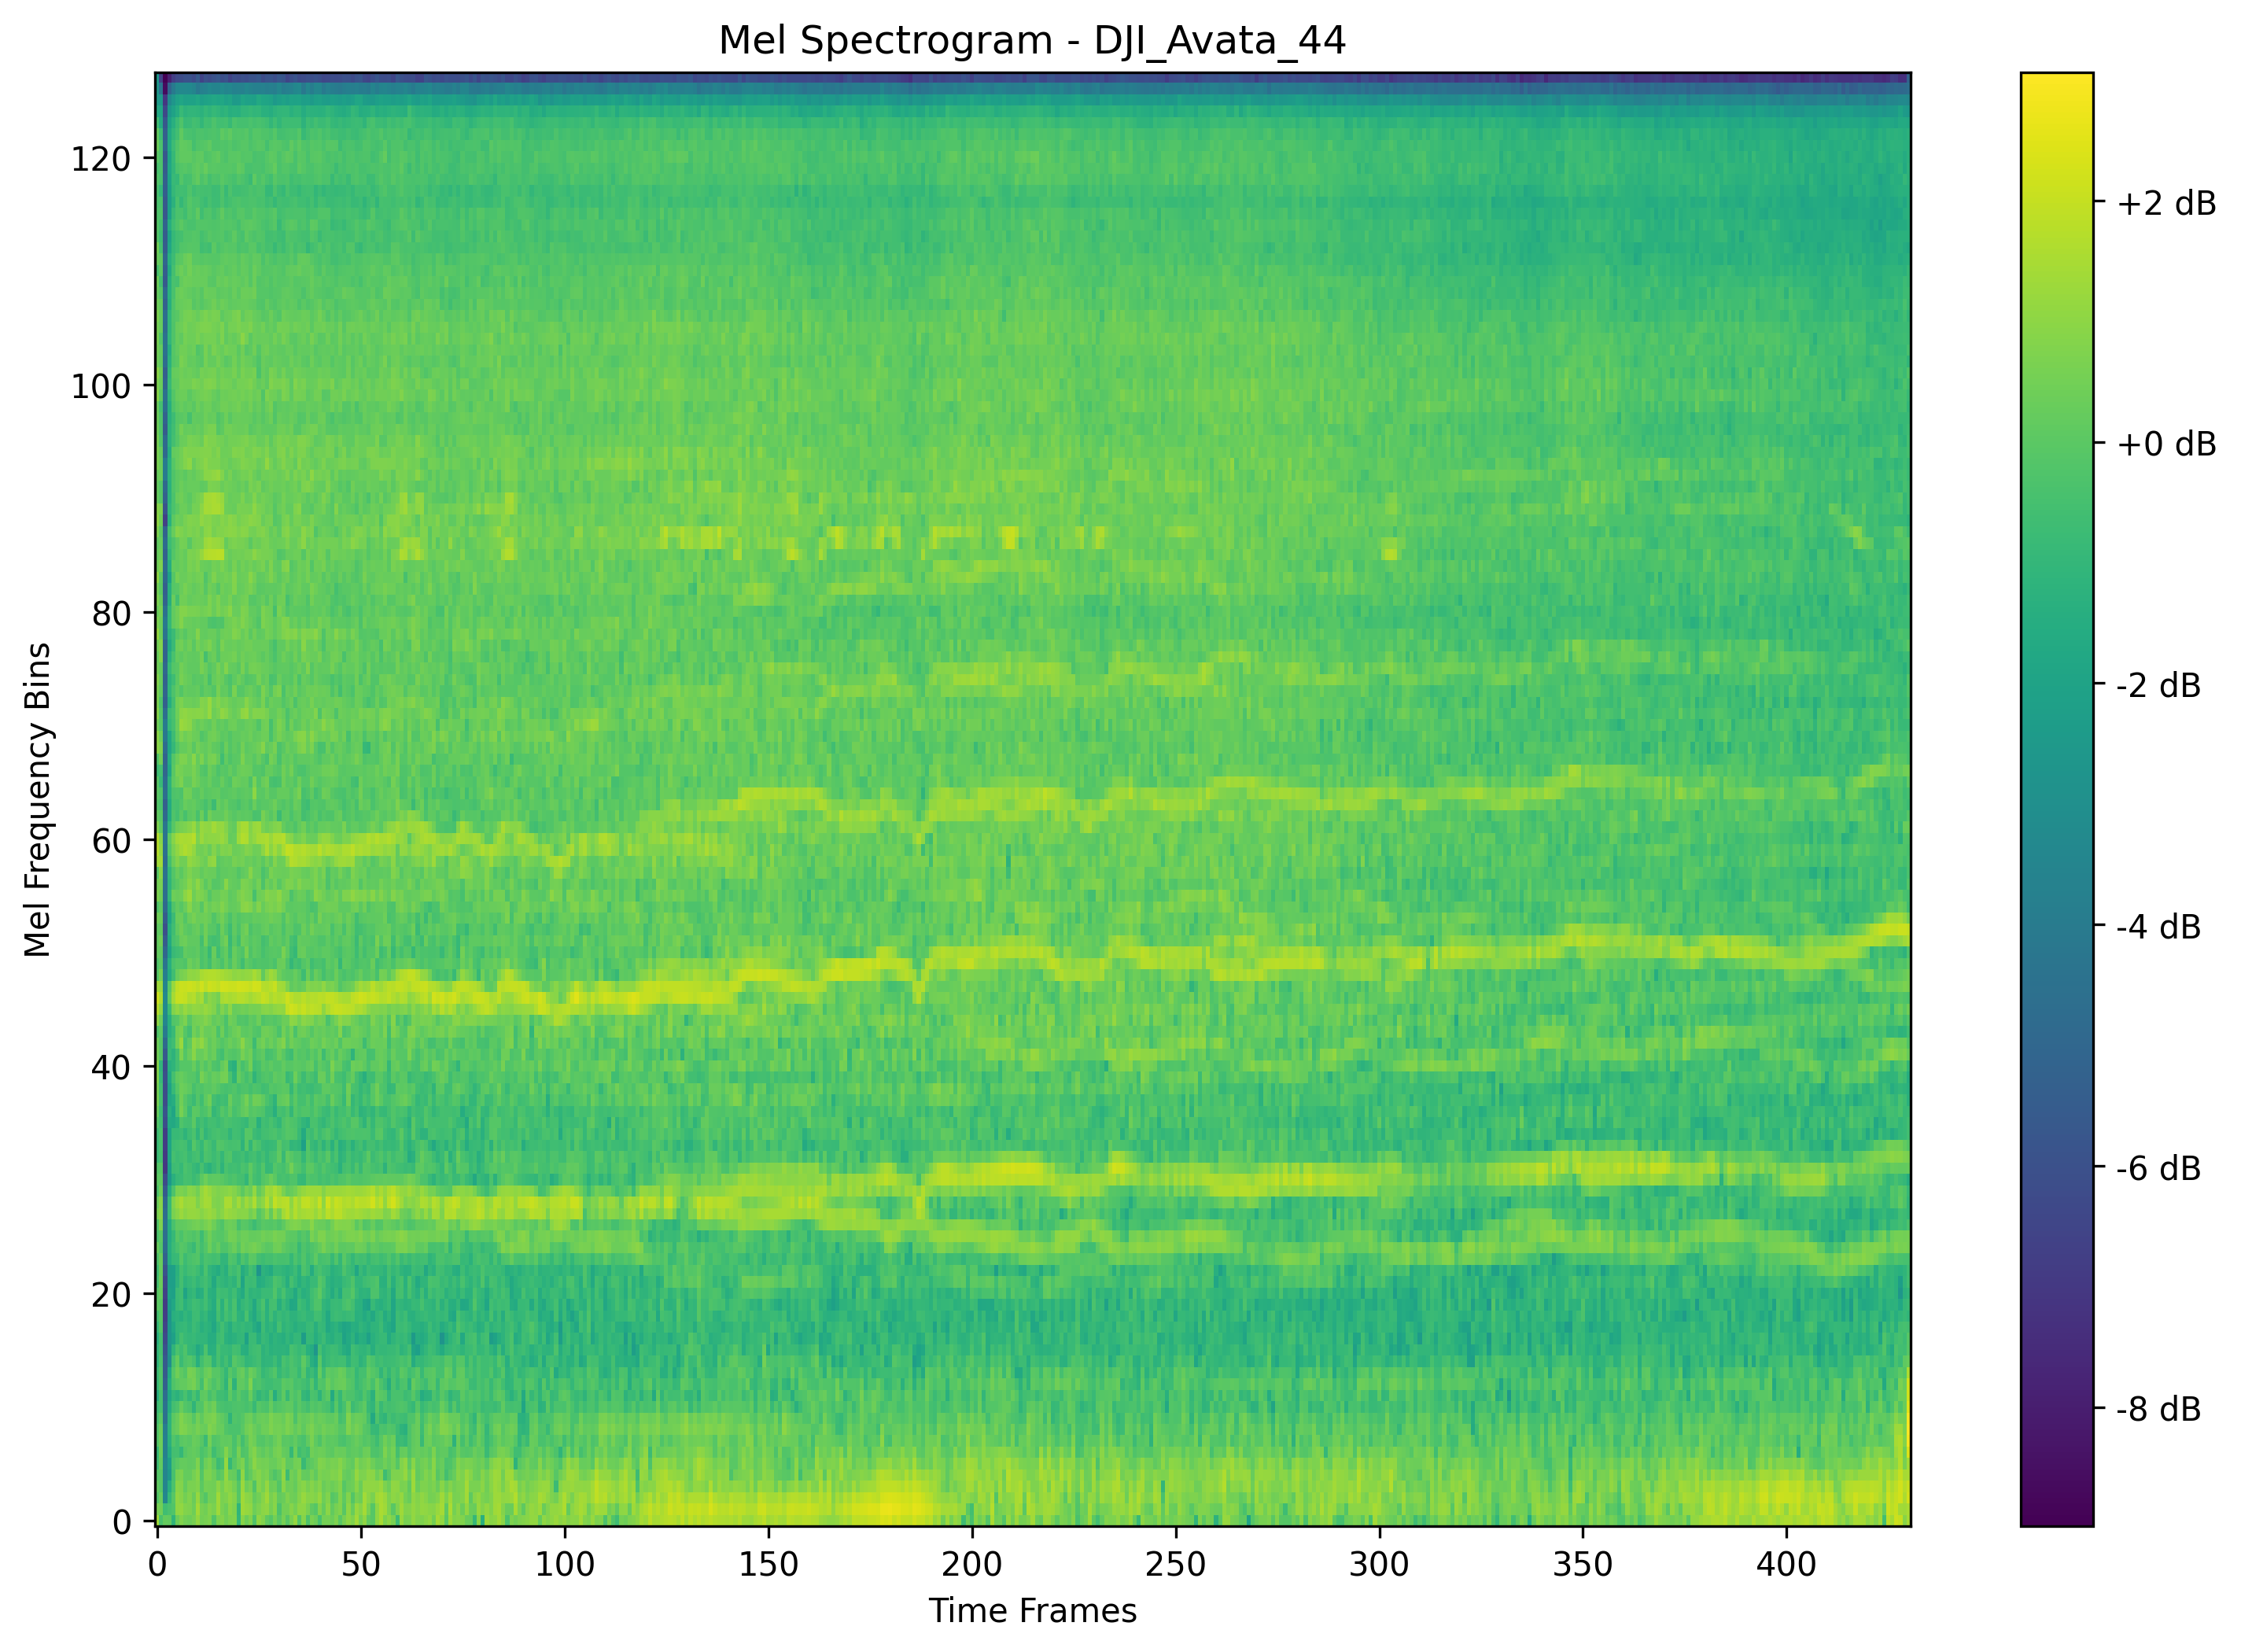 Mel Spectrogram - DJI_Avata_44
Mel Frequency Bins
120
100
80
60
40
20
0
0 50 100 150 200 250 300 350 400
Time Frames
+2 dB
+0 dB
-2 dB
-4 dB
-6 dB
-8 dB